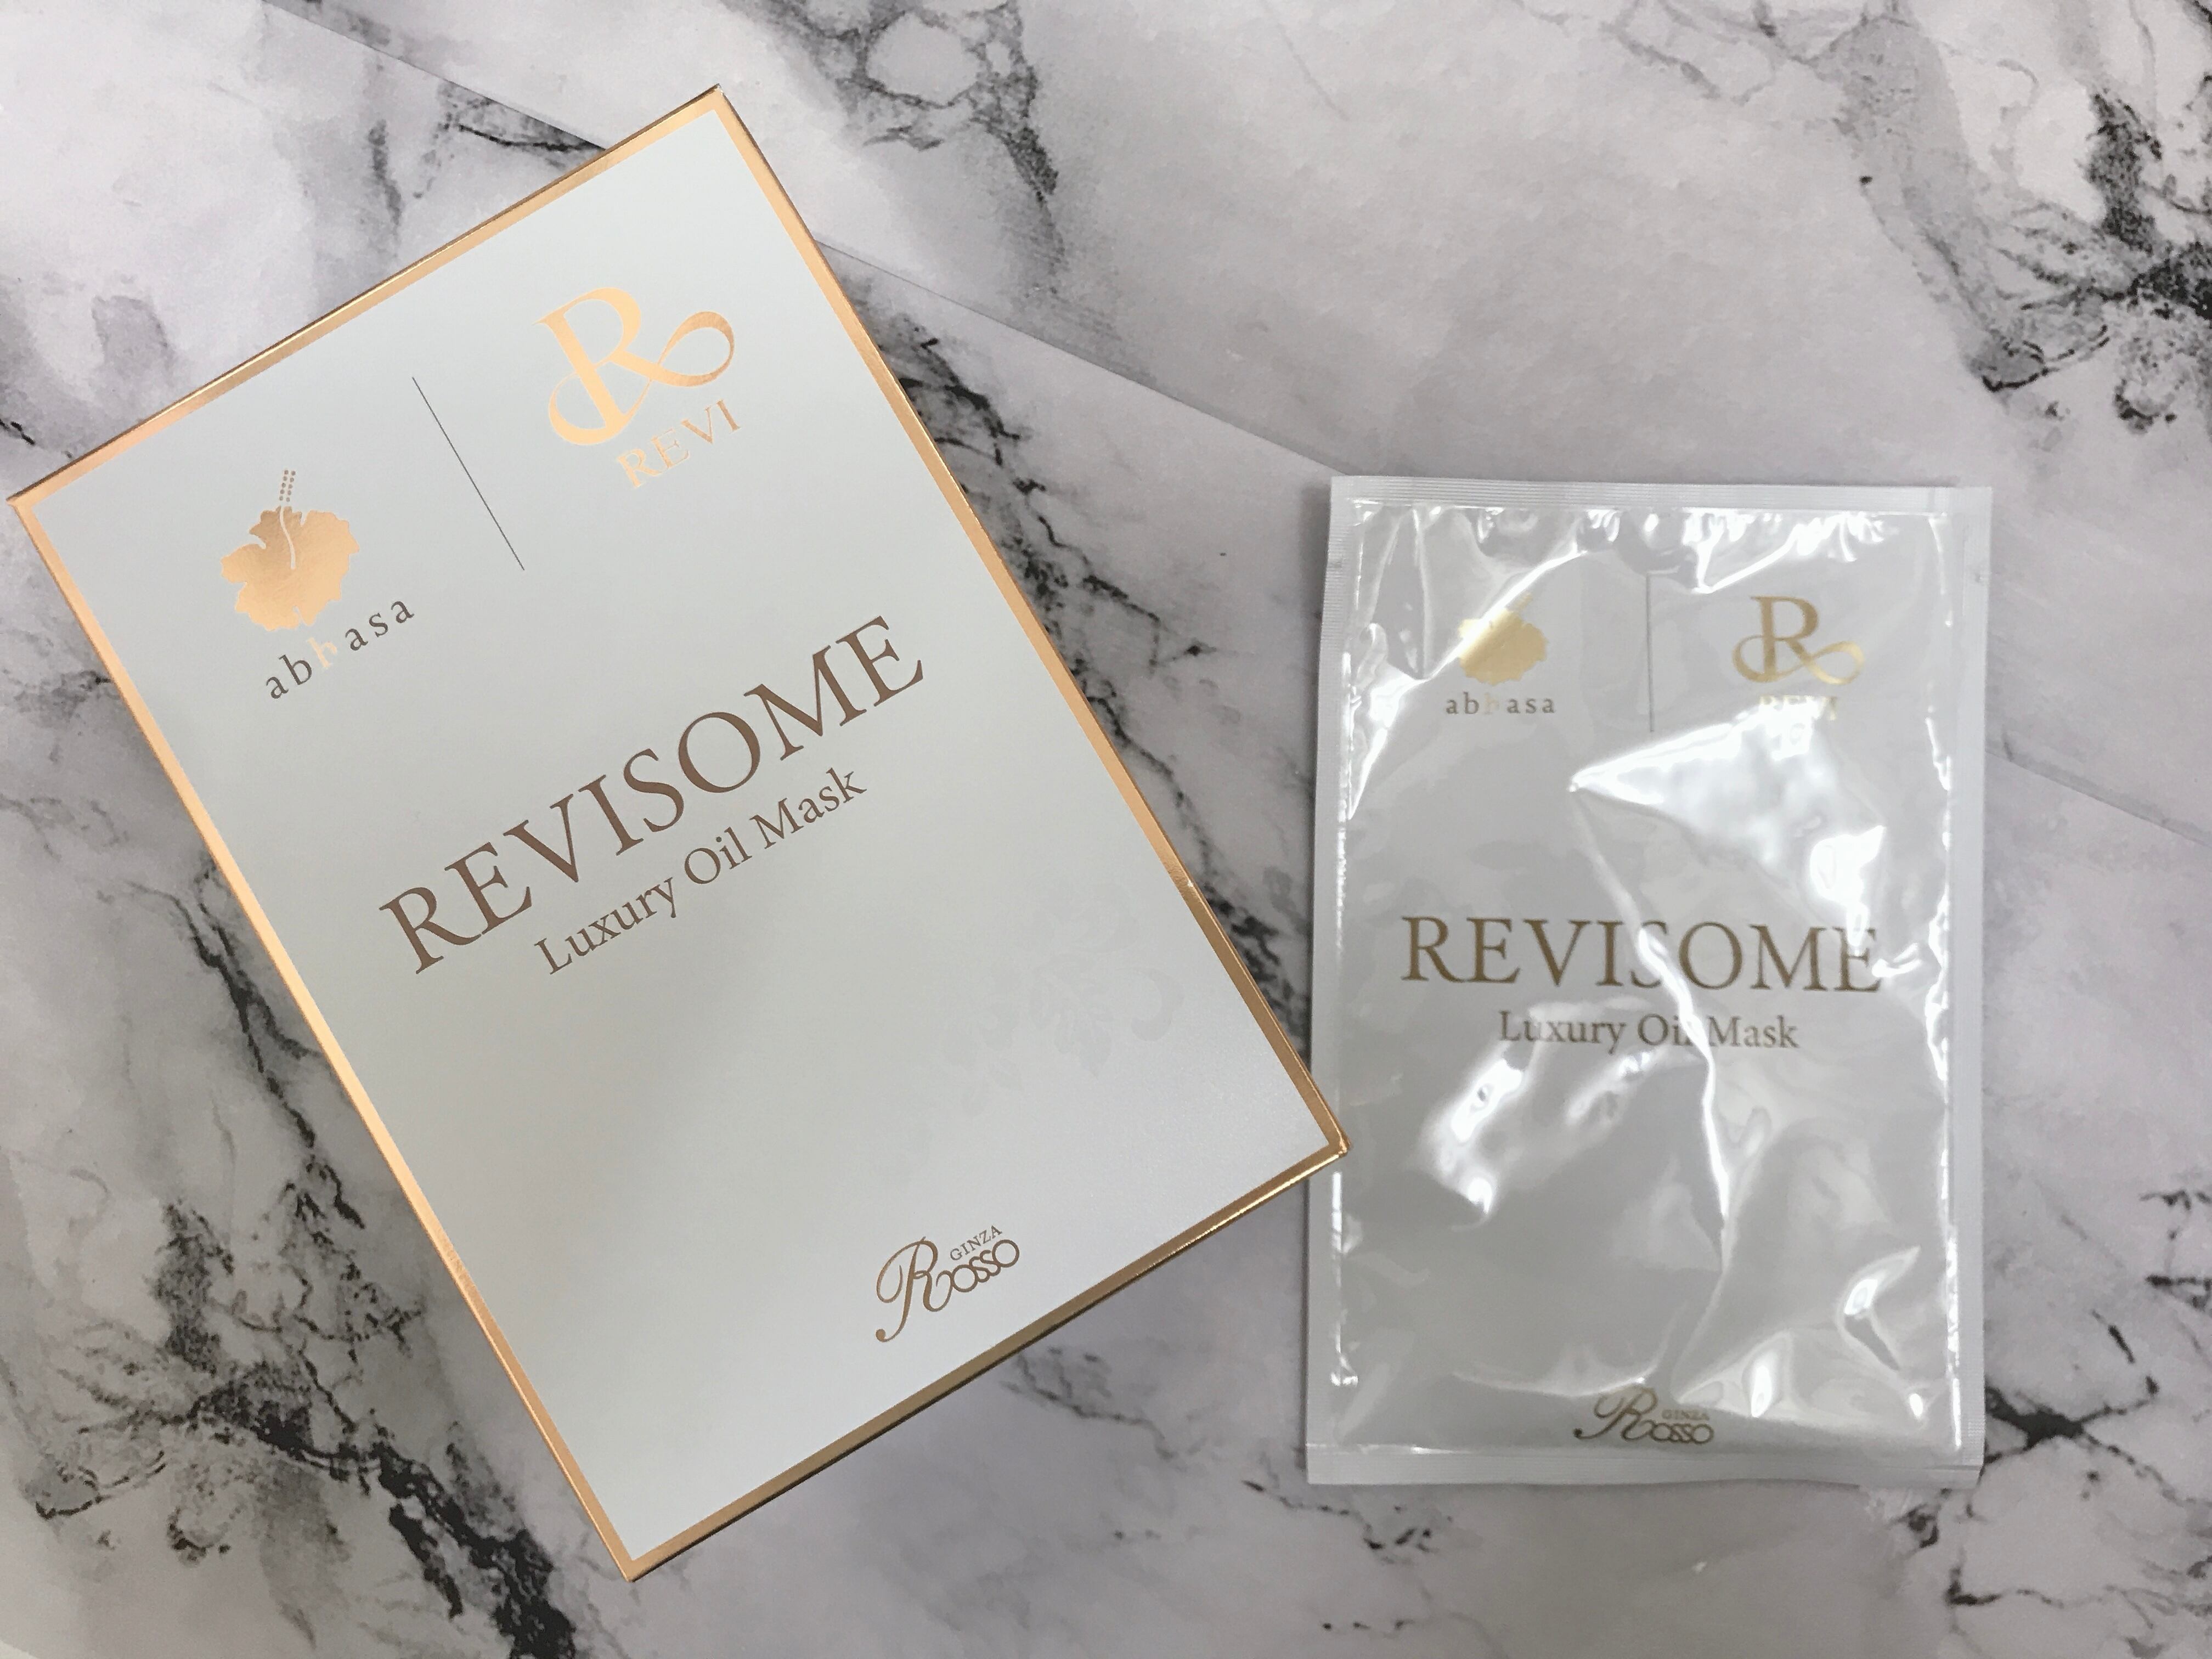 abhasa
R
REVI
REVISOME
Luxury Oil Mask
GINZA
Rosso
abhasa
R
REVI
REVISOME
Luxury Oil Mask
GINZA
Rosso